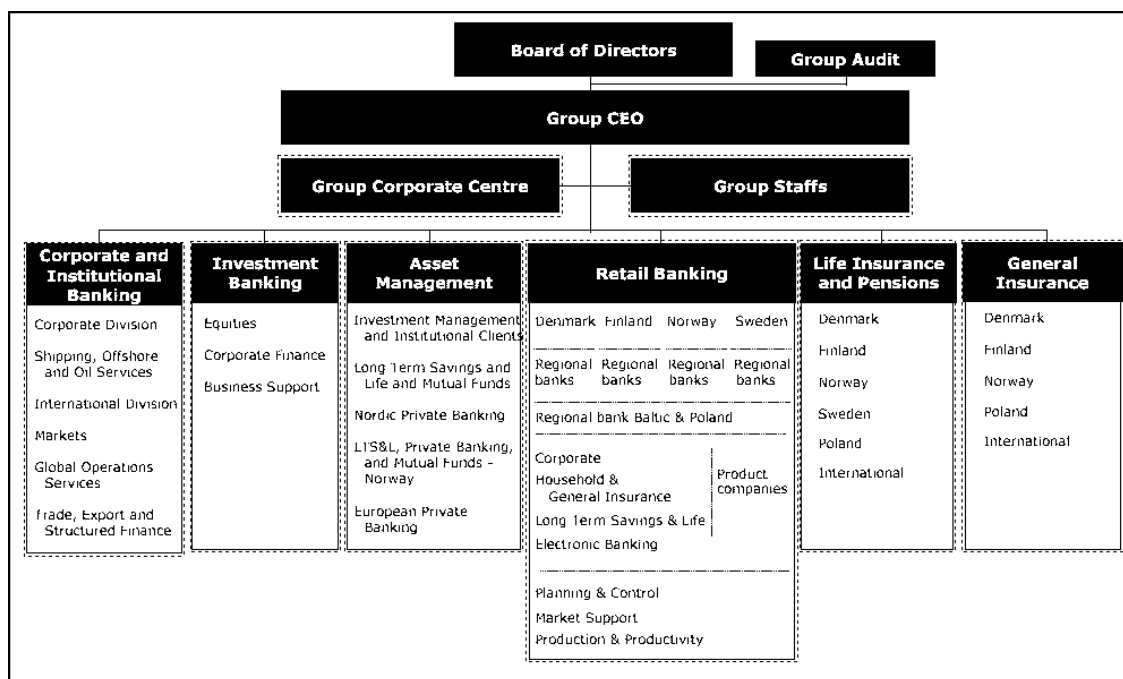 Board of Directors
Group Audit
Group CEO
Group Corporate Centre
Group Staffs
Corporate and
Institutional
Banking
Corporate Division
Shipping, Offshore
and Oil Services
International Division
Markets
Global Operations
Services
Trade, Export and
Structured Finance
Investment
Banking
Equities
Corporate Finance
Business Support
Asset
Management
Investment Management
and Institutional Clients
Long Term Savings and
Life and Mutual Funds
Nordic Private Banking
LTS&L, Private Banking,
and Mutual Funds -
Norway
European Private
Banking
Retail Banking
Denmark Finland Norway Sweden
Regional Regional Regional Regional
banks banks banks banks
Regional bank Baltic & Poland
Corporate
Household &
General Insurance
Long Term Savings & Life
Electronic Banking
Product
companies
Planning & Control
Market Support
Production & Productivity
Life Insurance
and Pensions
Denmark
Finland
Norway
Sweden
Poland
International
General
Insurance
Denmark
Finland
Norway
Poland
International